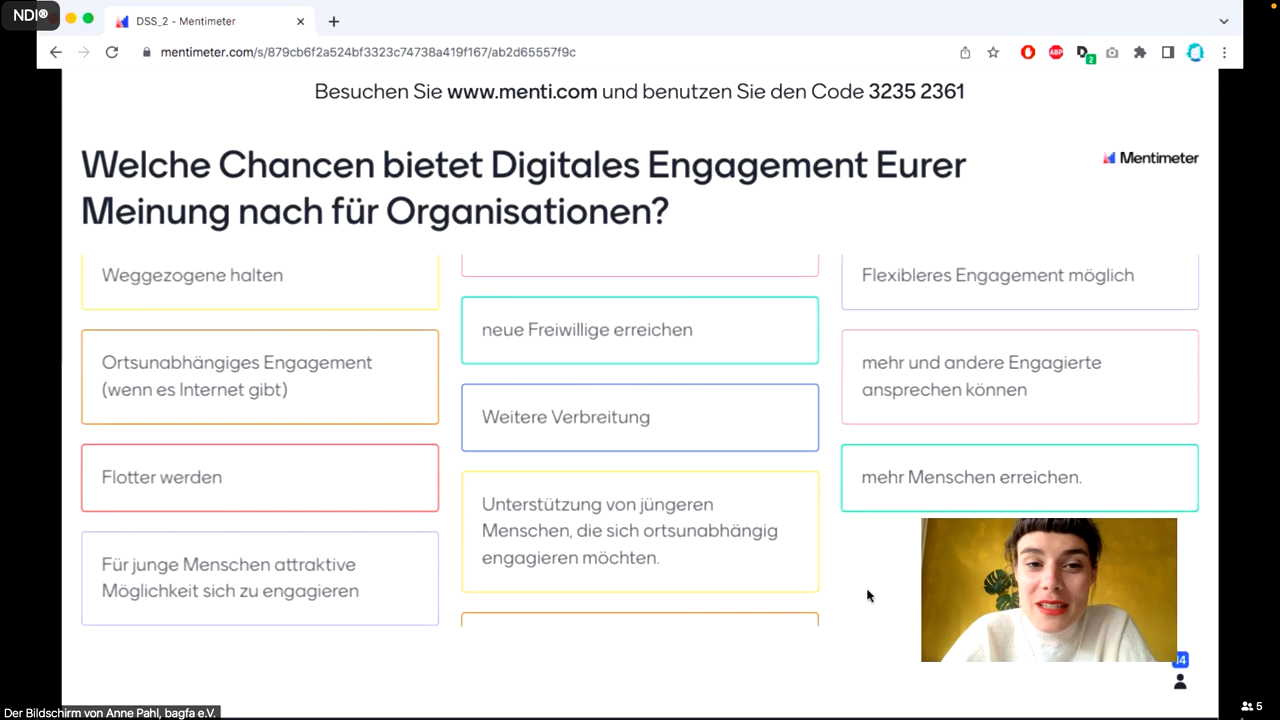 NDI®
DSS_2 - Mentimeter
mentimeter.com/s/879cb6f2a524bf3323c74738a419f167/ab2d65557f9c
ABP
2
Besuchen Sie www.menti.com und benutzen Sie den Code 3235 2361
Welche Chancen bietet Digitales Engagement Eurer
Meinung nach für Organisationen?
Mentimeter
Weggezogene halten
Ortsunabhängiges Engagement
(wenn es Internet gibt)
Flotter werden
Für junge Menschen attraktive
Möglichkeit sich zu engagieren
neue Freiwillige erreichen
Weitere Verbreitung
Unterstützung von jüngeren
Menschen, die sich ortsunabhängig
engagieren möchten.
Flexibleres Engagement möglich
mehr und andere Engagierte
ansprechen können
mehr Menschen erreichen.
14
Der Bildschirm von Anne Pahl, bagfa e.V.
5